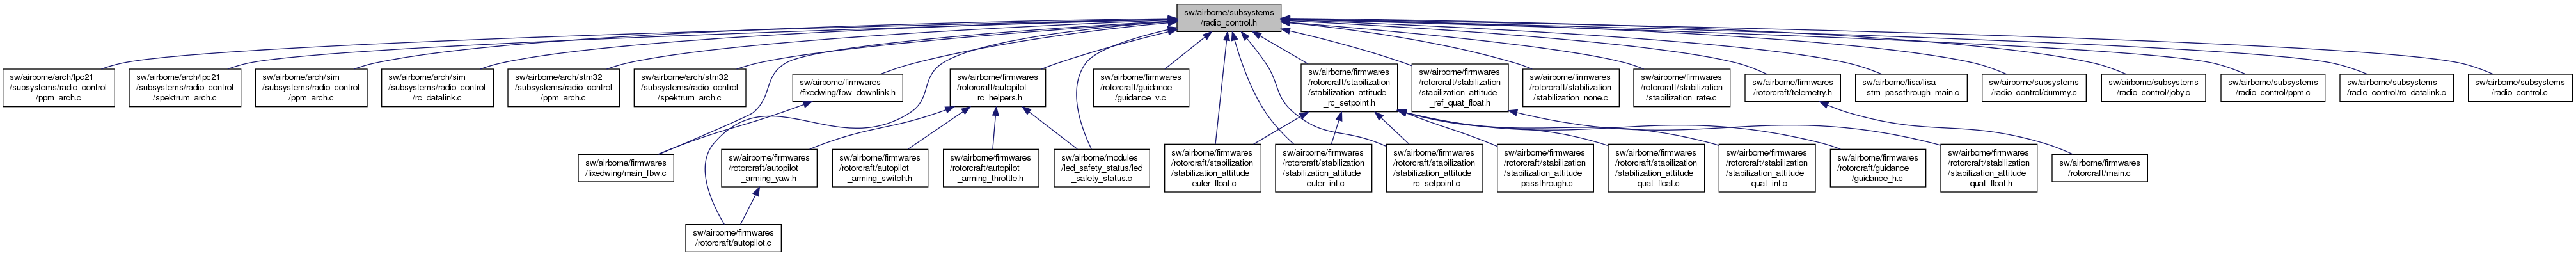 sw/airborne/subsystems
/radio_control.h
sw/airborne/arch/lpc21
/subsystems/radio_control
/ppm_arch.c
sw/airborne/arch/lpc21
/subsystems/radio_control
/spektrum_arch.c
sw/airborne/arch/sim
/subsystems/radio_control
/ppm_arch.c
sw/airborne/arch/sim
/subsystems/radio_control
/rc_datalink.c
sw/airborne/arch/stm32
/subsystems/radio_control
/ppm_arch.c
sw/airborne/arch/stm32
/subsystems/radio_control
/spektrum_arch.c
sw/airborne/firmwares
/fixedwing/fbw_downlink.h
sw/airborne/firmwares
/rotorcraft/autopilot
_rc_helpers.h
sw/airborne/firmwares
/rotorcraft/guidance
/guidance_v.c
sw/airborne/firmwares
/rotorcraft/stabilization
/stabilization_attitude
_rc_setpoint.h
sw/airborne/firmwares
/rotorcraft/stabilization
/stabilization_attitude
_ref_quat_float.h
sw/airborne/firmwares
/rotorcraft/stabilization
/stabilization_none.c
sw/airborne/firmwares
/rotorcraft/stabilization
/stabilization_rate.c
sw/airborne/firmwares
/rotorcraft/telemetry.h
sw/airborne/lisa/lisa
_stm_passthrough_main.c
sw/airborne/subsystems
/radio_control/dummy.c
sw/airborne/subsystems
/radio_control/joby.c
sw/airborne/subsystems
/radio_control/ppm.c
sw/airborne/subsystems
/radio_control/rc_datalink.c
sw/airborne/subsystems
/radio_control.c
sw/airborne/firmwares
/fixedwing/main_fbw.c
sw/airborne/firmwares
/rotorcraft/autopilot
_arming_yaw.h
sw/airborne/firmwares
/rotorcraft/autopilot
_arming_switch.h
sw/airborne/firmwares
/rotorcraft/autopilot
_arming_throttle.h
sw/airborne/modules
/led_safety_status/led
_safety_status.c
sw/airborne/firmwares
/rotorcraft/stabilization
/stabilization_attitude
_euler_float.c
sw/airborne/firmwares
/rotorcraft/stabilization
/stabilization_attitude
_euler_int.c
sw/airborne/firmwares
/rotorcraft/stabilization
/stabilization_attitude
_rc_setpoint.c
sw/airborne/firmwares
/rotorcraft/stabilization
/stabilization_attitude
_passthrough.c
sw/airborne/firmwares
/rotorcraft/stabilization
/stabilization_attitude
_quat_float.c
sw/airborne/firmwares
/rotorcraft/stabilization
/stabilization_attitude
_quat_int.c
sw/airborne/firmwares
/rotorcraft/guidance
/guidance_h.c
sw/airborne/firmwares
/rotorcraft/stabilization
/stabilization_attitude
_quat_float.h
sw/airborne/firmwares
/rotorcraft/main.c
sw/airborne/firmwares
/rotorcraft/autopilot.c